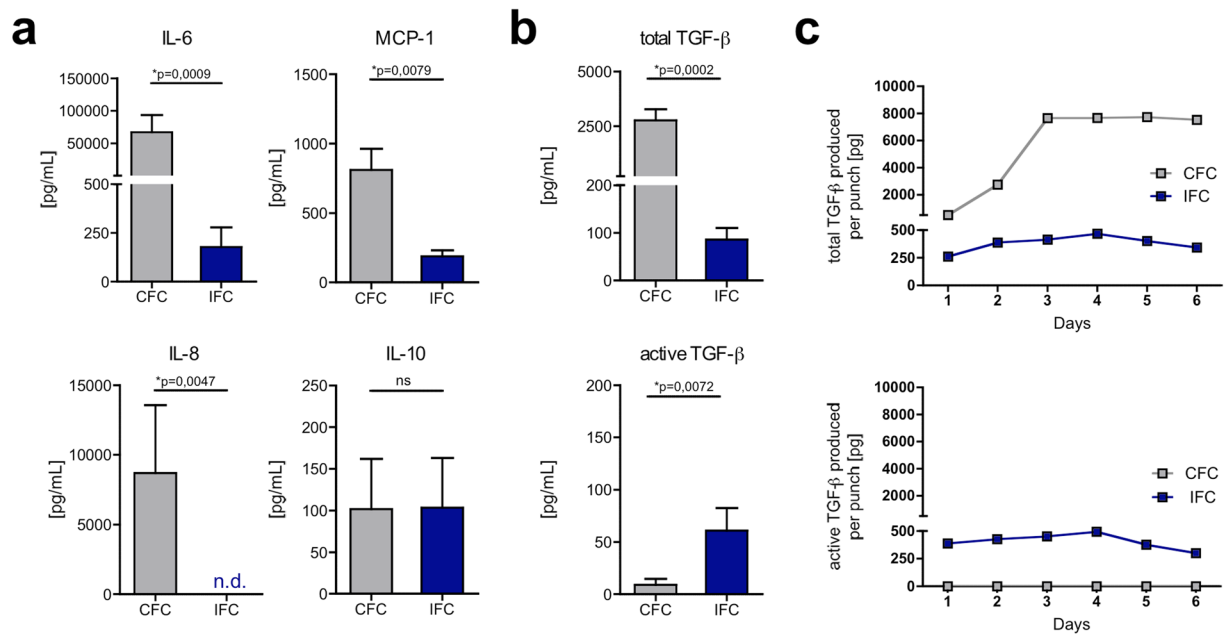 a
IL-6
*p=0,0009
[pg/mL]
150000
100000
50000
500
250
0
CFC IFC
MCP-1
*p=0,0079
[pg/mL]
1500
1000
500
0
CFC IFC
IL-8
*p=0,0047
[pg/mL]
15000
10000
5000
0
n.d.
CFC IFC
IL-10
ns
[pg/mL]
250
200
150
100
50
0
CFC IFC
b
total TGF-β
*p=0,0002
[pg/mL]
5000
2500
200
100
0
CFC IFC
active TGF-β
*p=0,0072
[pg/mL]
200
150
100
50
0
CFC IFC
c
total TGF-β produced
per punch [pg]
10000
8000
6000
4000
2000
500
250
0
CFC
IFC
1 2 3 4 5 6
Days
active TGF-β produced
per punch [pg]
10000
8000
6000
4000
2000
500
250
0
CFC
IFC
1 2 3 4 5 6
Days